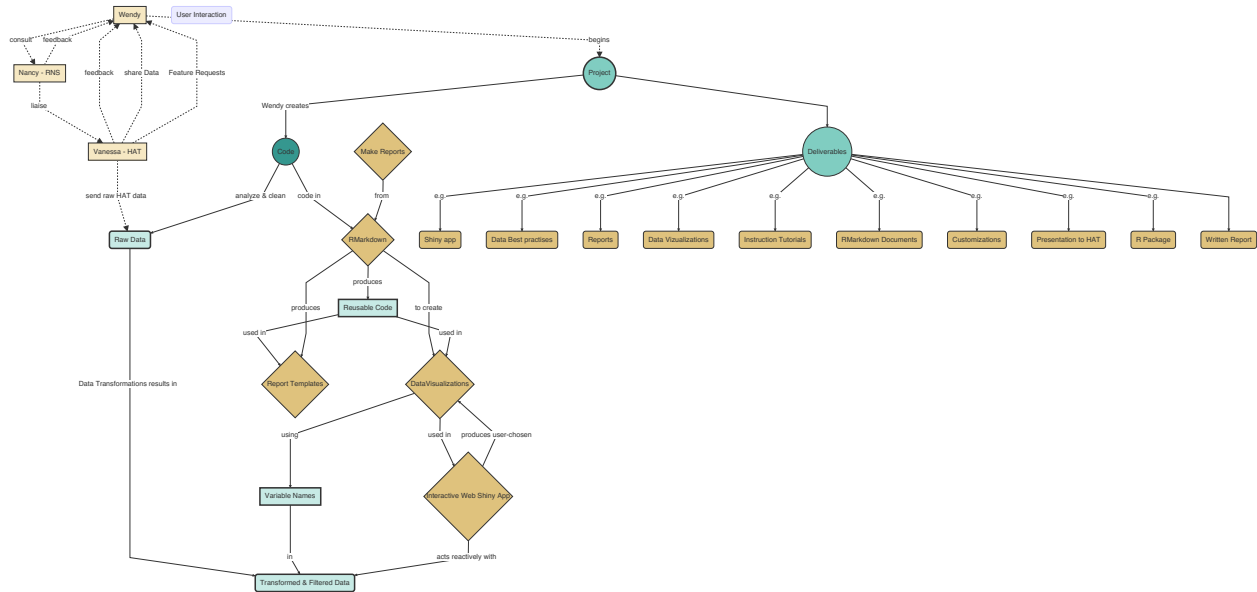 Wendy
User Interaction
consult
feedback
begins
Nancy - RNS
feedback
share Data
Feature Requests
Project
liaise
Wendy creates
Vanessa - HAT
Code
Make Reports
Deliverables
send raw HAT data
analyze & clean
code in
from
e.g.
e.g.
e.g.
e.g.
e.g.
e.g.
e.g.
e.g.
e.g.
Raw Data
RMarkdown
Shiny app
Data Best practises
Reports
Data Vizualizations
Instruction Tutorials
RMarkdown Documents
Customizations
Presentation to HAT
R Package
Written Report
produces
produces
Reusable Code
to create
used in
used in
Data Transformations results in
Report Templates
DataVisualizations
using
used in
produces user-chosen
Variable Names
Interactive Web Shiny App
in
acts reactively with
Transformed & Filtered Data